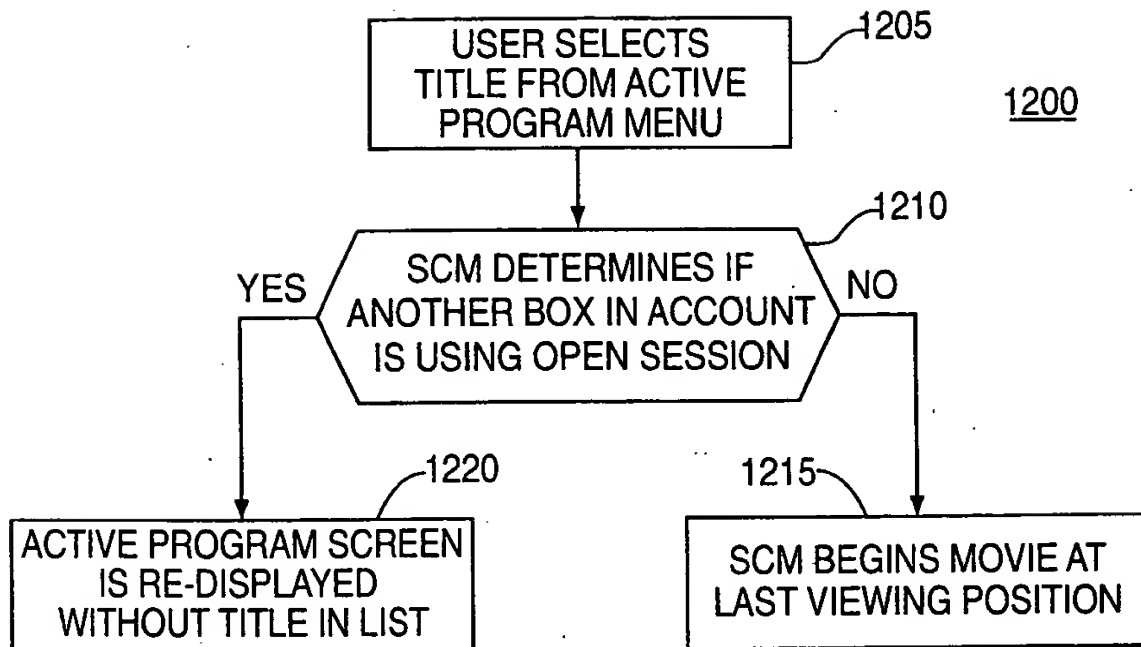 USER SELECTS
TITLE FROM ACTIVE
PROGRAM MENU
1205
1200
SCM DETERMINES IF
ANOTHER BOX IN ACCOUNT
IS USING OPEN SESSION
1210
YES
NO
1220
ACTIVE PROGRAM SCREEN
IS RE-DISPLAYED
WITHOUT TITLE IN LIST
1215
SCM BEGINS MOVIE AT
LAST VIEWING POSITION